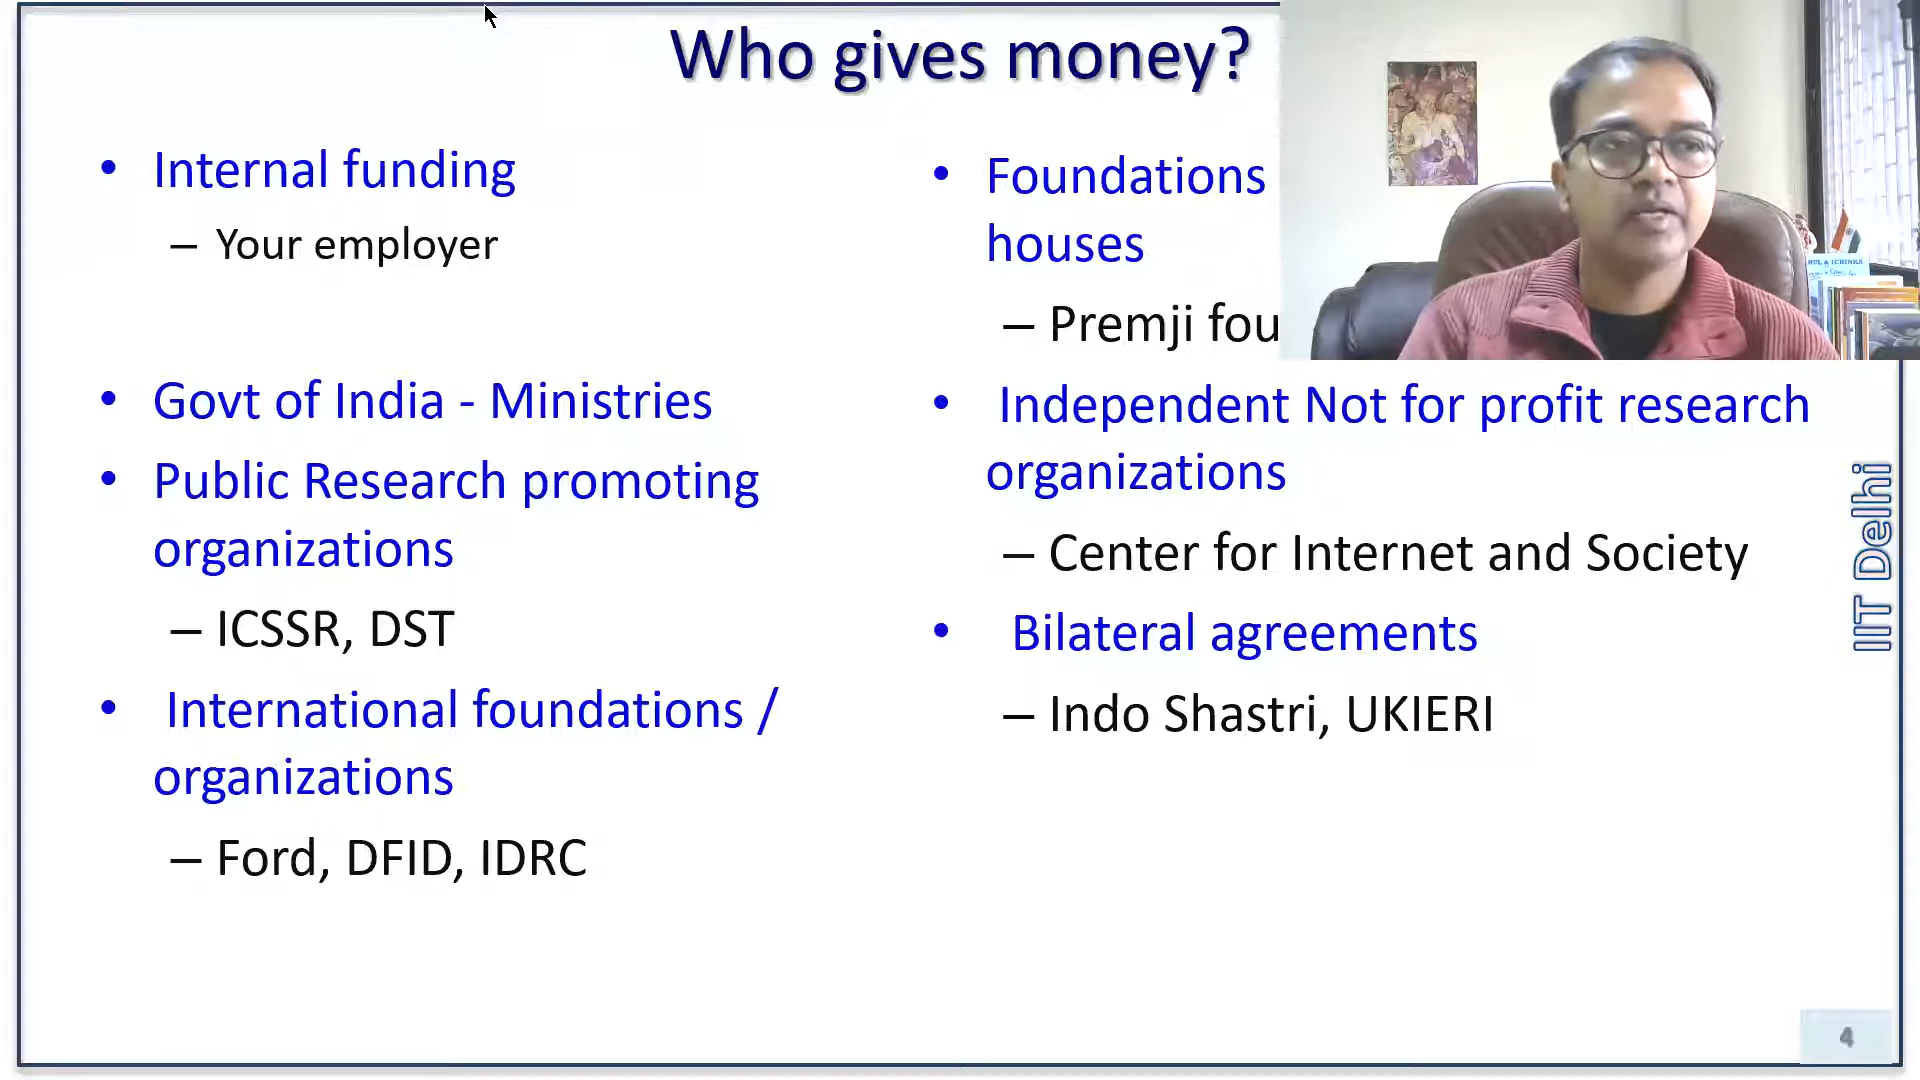 Who gives money?
• Internal funding
– Your employer
• Govt of India - Ministries
• Public Research promoting
organizations
– ICSSR, DST
• International foundations /
organizations
– Ford, DFID, IDRC
• Foundations
houses
– Premji fou
• Independent Not for profit research
organizations
– Center for Internet and Society
• Bilateral agreements
– Indo Shastri, UKIERI
IIT Delhi
4